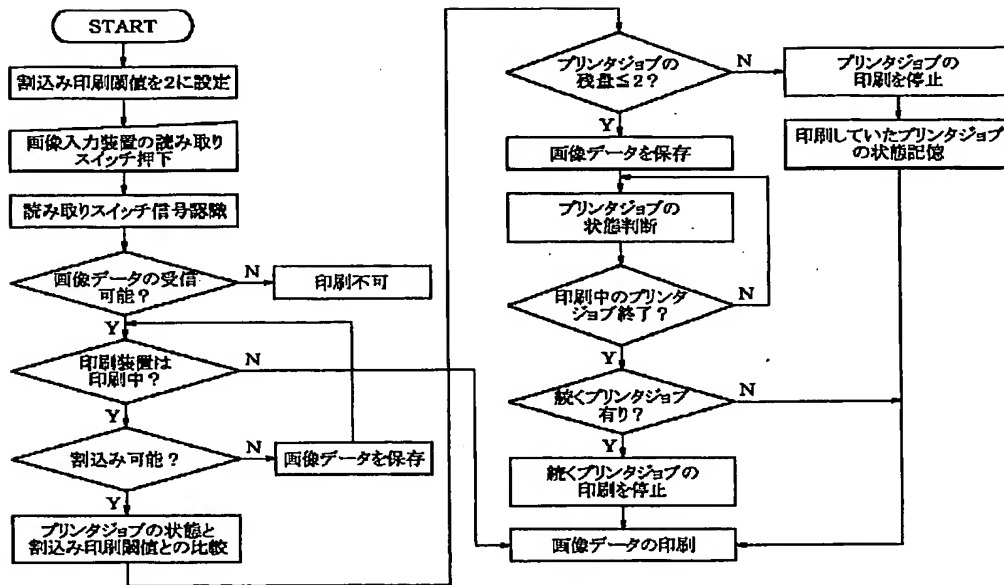 START
割込み印刷閾値を2に設定
画像入力装置の読み取り
スイッチ押下
読み取りスイッチ信号認識
画像データの受信
可能？
N
印刷不可
Y
印刷装置は
印刷中？
N
Y
割込み可能？
N
画像データを保存
Y
プリンタジョブの状態と
割込み印刷閾値との比較
プリンタジョブの
残量≦2？
N
プリンタジョブの
印刷を停止
印刷していたプリンタジョブ
の状態記憶
Y
画像データを保存
プリンタジョブの
状態判断
印刷中のプリンタ
ジョブ終了？
N
Y
続くプリンタジョブ
有り？
N
Y
続くプリンタジョブの
印刷を停止
画像データの印刷